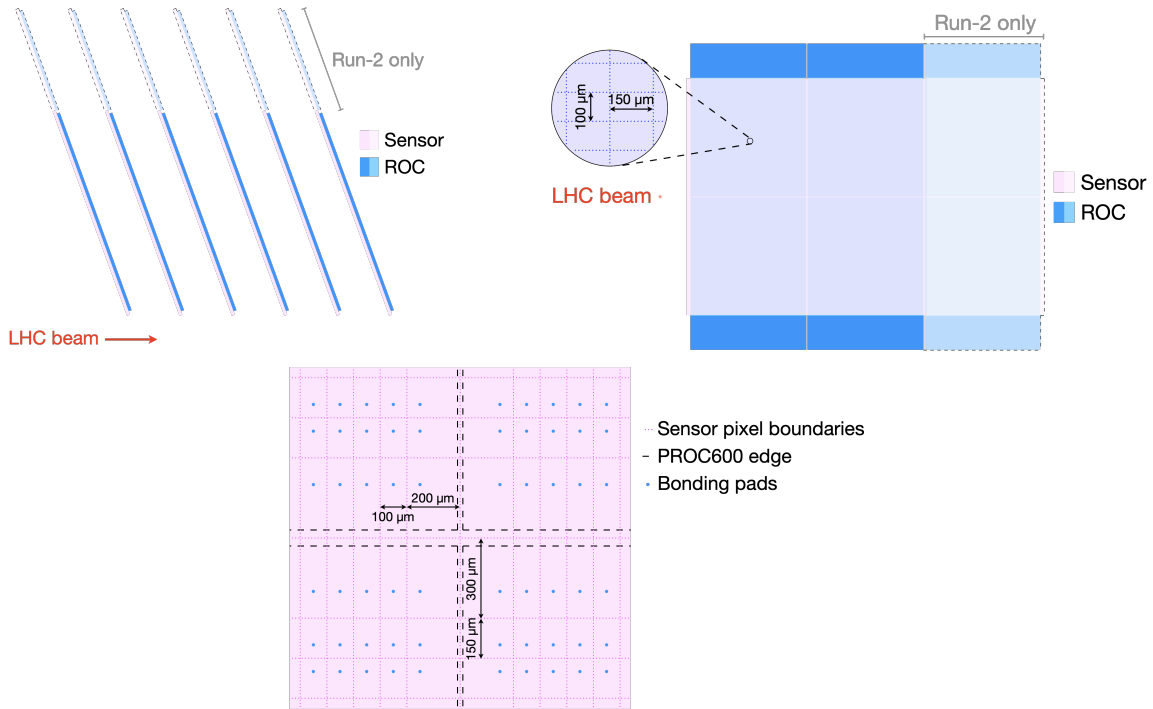 Run-2 only
Sensor
ROC
LHC beam
Run-2 only
100 µm
150 µm
LHC beam
Sensor
ROC
200 µm
100 µm
300 µm
150 µm
Sensor pixel boundaries
PROC600 edge
Bonding pads